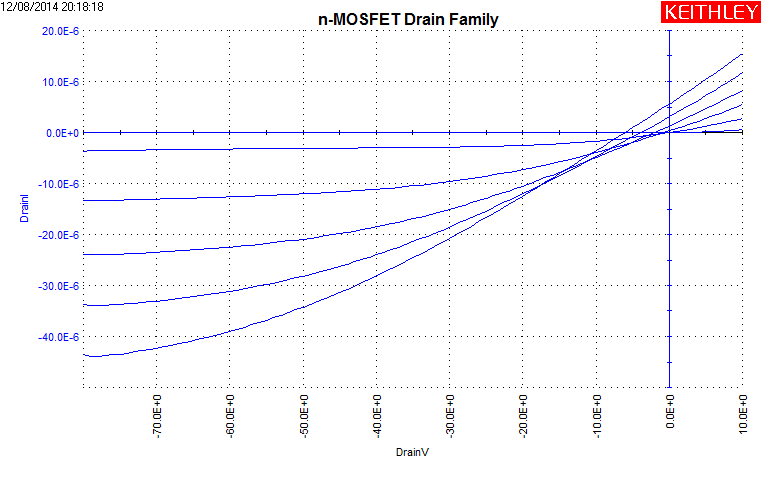 12/08/2014 20:18:18
KEITHLEY
n-MOSFET Drain Family
20.0E-6
10.0E-6
0.0E+0
-10.0E-6
-20.0E-6
-30.0E-6
-40.0E-6
DrainI
-70.0E+0
-60.0E+0
-50.0E+0
-40.0E+0
-30.0E+0
-20.0E+0
-10.0E+0
0.0E+0
10.0E+0
DrainV